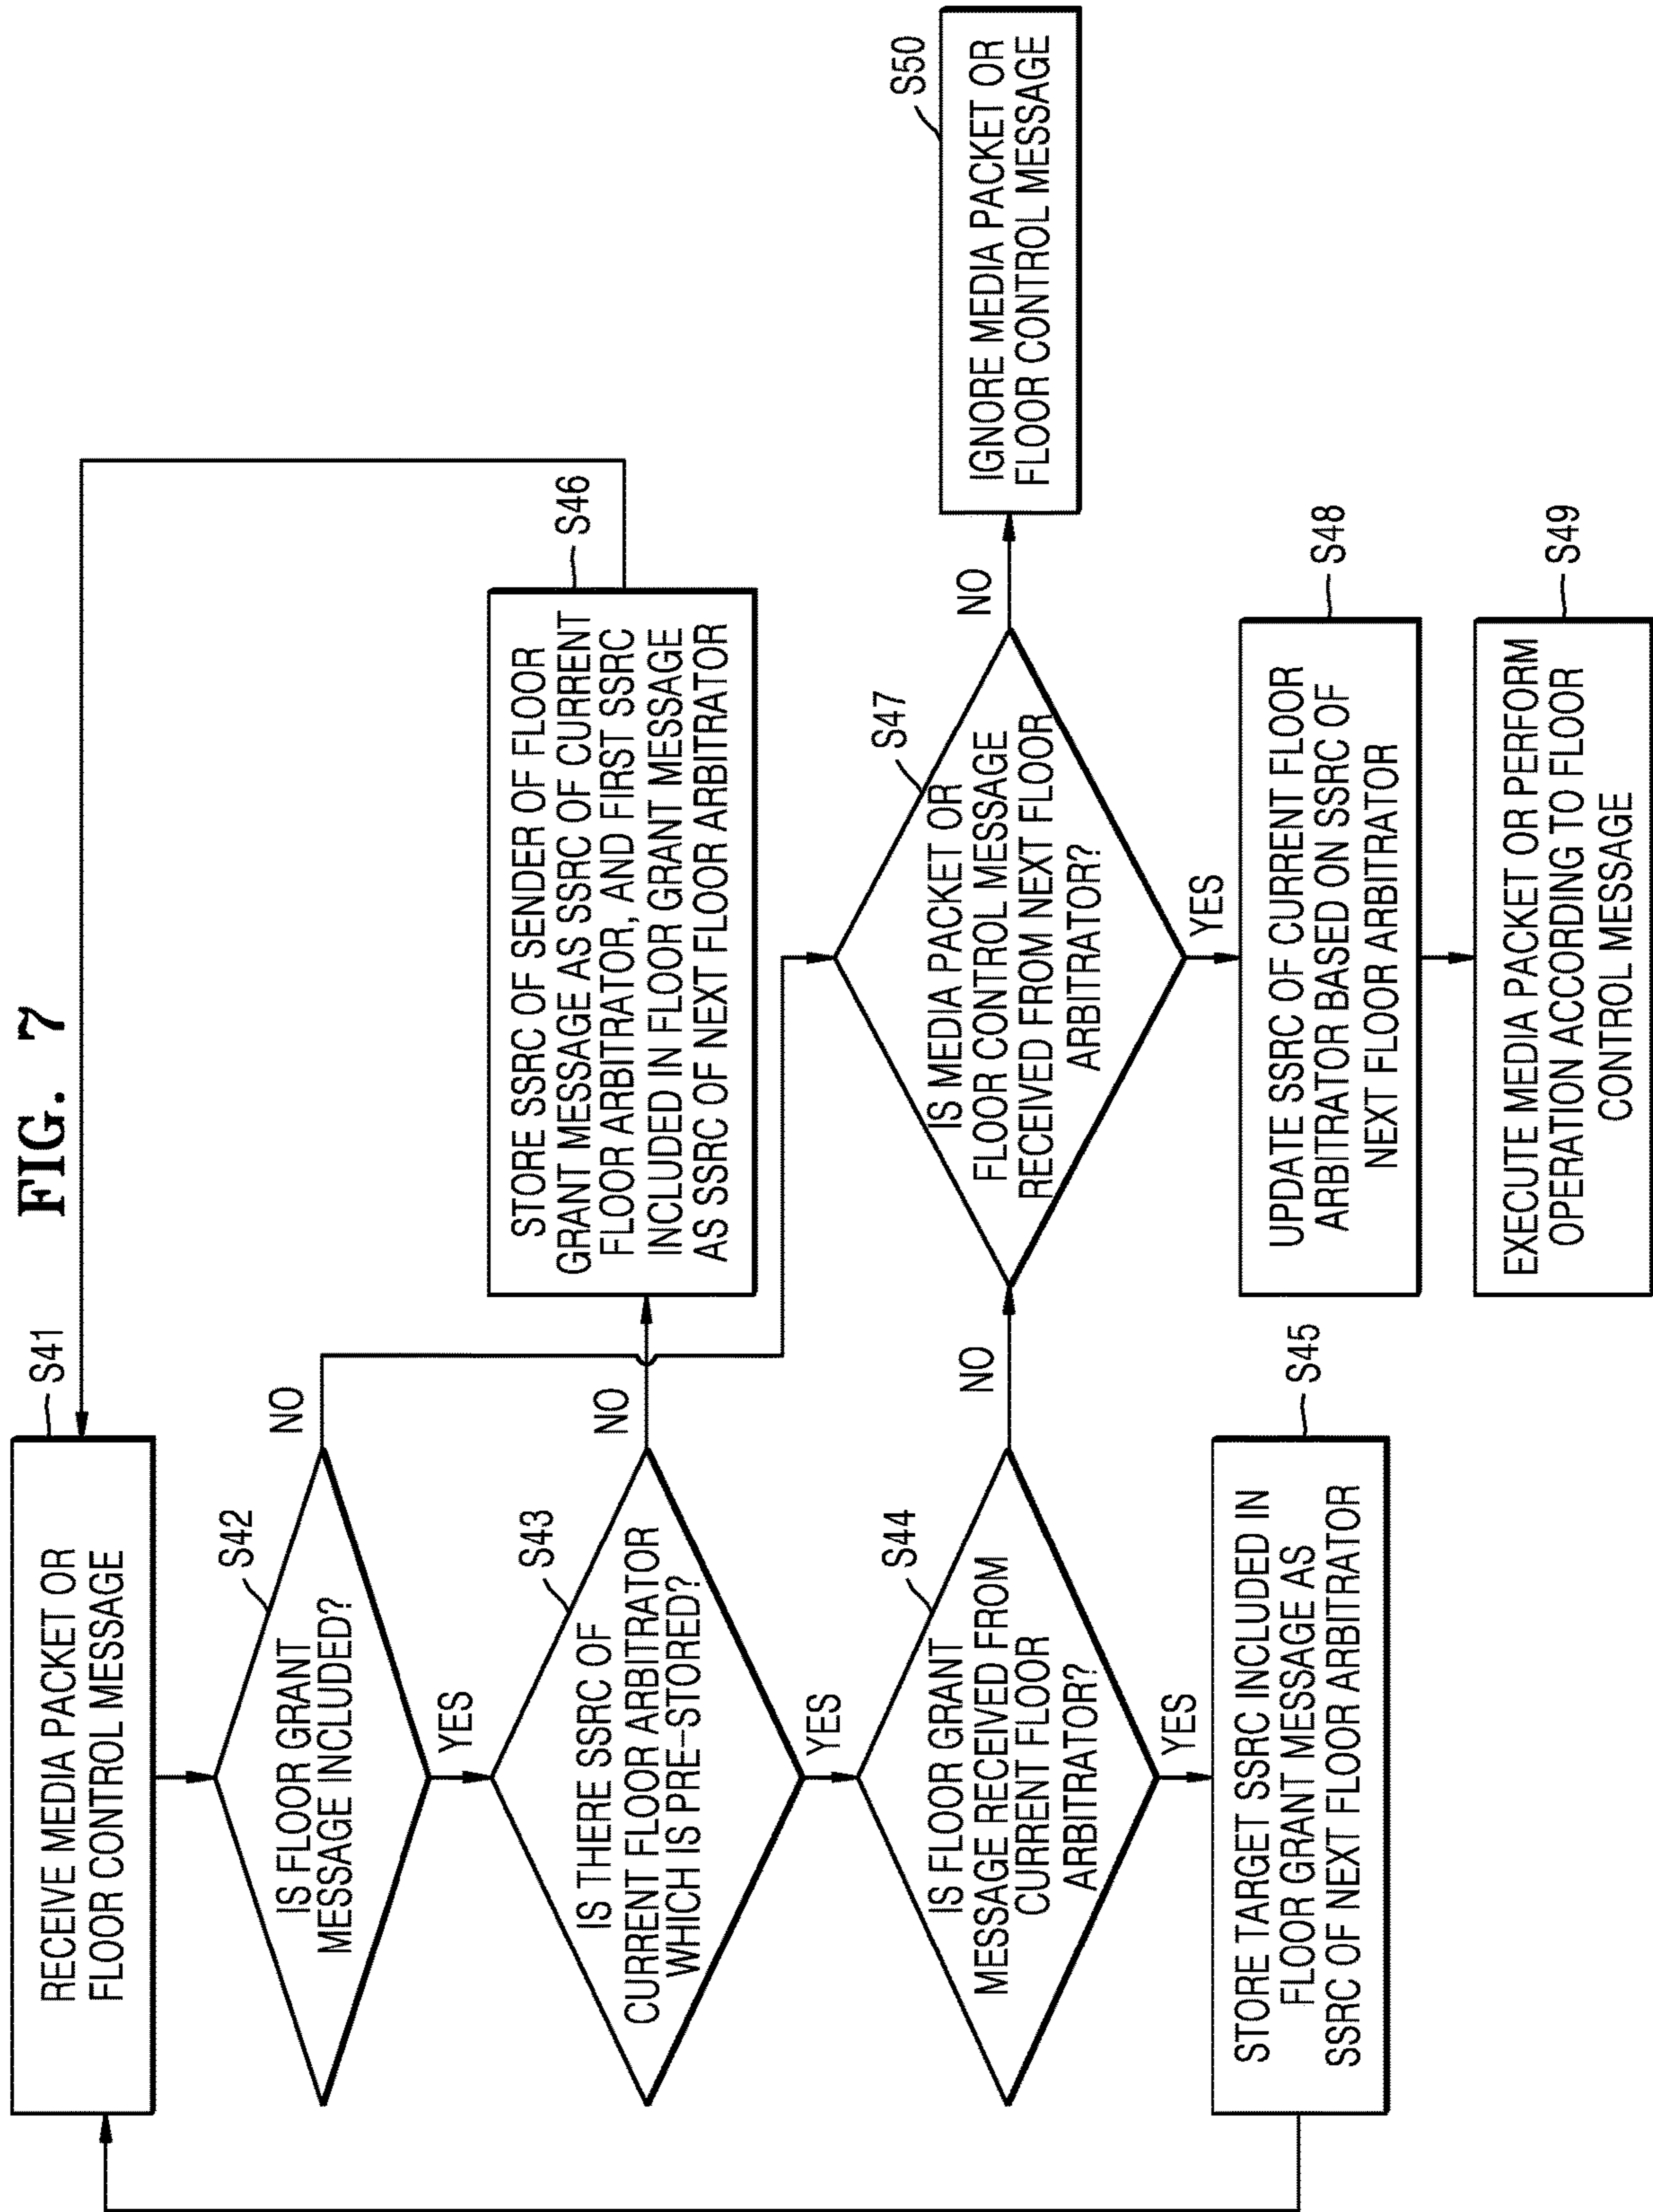 FIG. 7
RECEIVE MEDIA PACKET OR
FLOOR CONTROL MESSAGE
S41
IS FLOOR GRANT
MESSAGE INCLUDED?
S42
NO
YES
IS THERE SSRC OF
CURRENT FLOOR ARBITRATOR
WHICH IS PRE-STORED?
S43
NO
YES
IS FLOOR GRANT
MESSAGE RECEIVED FROM
CURRENT FLOOR
ARBITRATOR?
S44
NO
YES
STORE TARGET SSRC INCLUDED IN
FLOOR GRANT MESSAGE AS
SSRC OF NEXT FLOOR ARBITRATOR
S45
STORE SSRC OF SENDER OF FLOOR
GRANT MESSAGE AS SSRC OF CURRENT
FLOOR ARBITRATOR, AND FIRST SSRC
INCLUDED IN FLOOR GRANT MESSAGE
AS SSRC OF NEXT FLOOR ARBITRATOR
S46
IS MEDIA PACKET OR
FLOOR CONTROL MESSAGE
RECEIVED FROM NEXT FLOOR
ARBITRATOR?
S47
NO
YES
UPDATE SSRC OF CURRENT FLOOR
ARBITRATOR BASED ON SSRC OF
NEXT FLOOR ARBITRATOR
S48
EXECUTE MEDIA PACKET OR PERFORM
OPERATION ACCORDING TO FLOOR
CONTROL MESSAGE
S49
IGNORE MEDIA PACKET OR
FLOOR CONTROL MESSAGE
S50